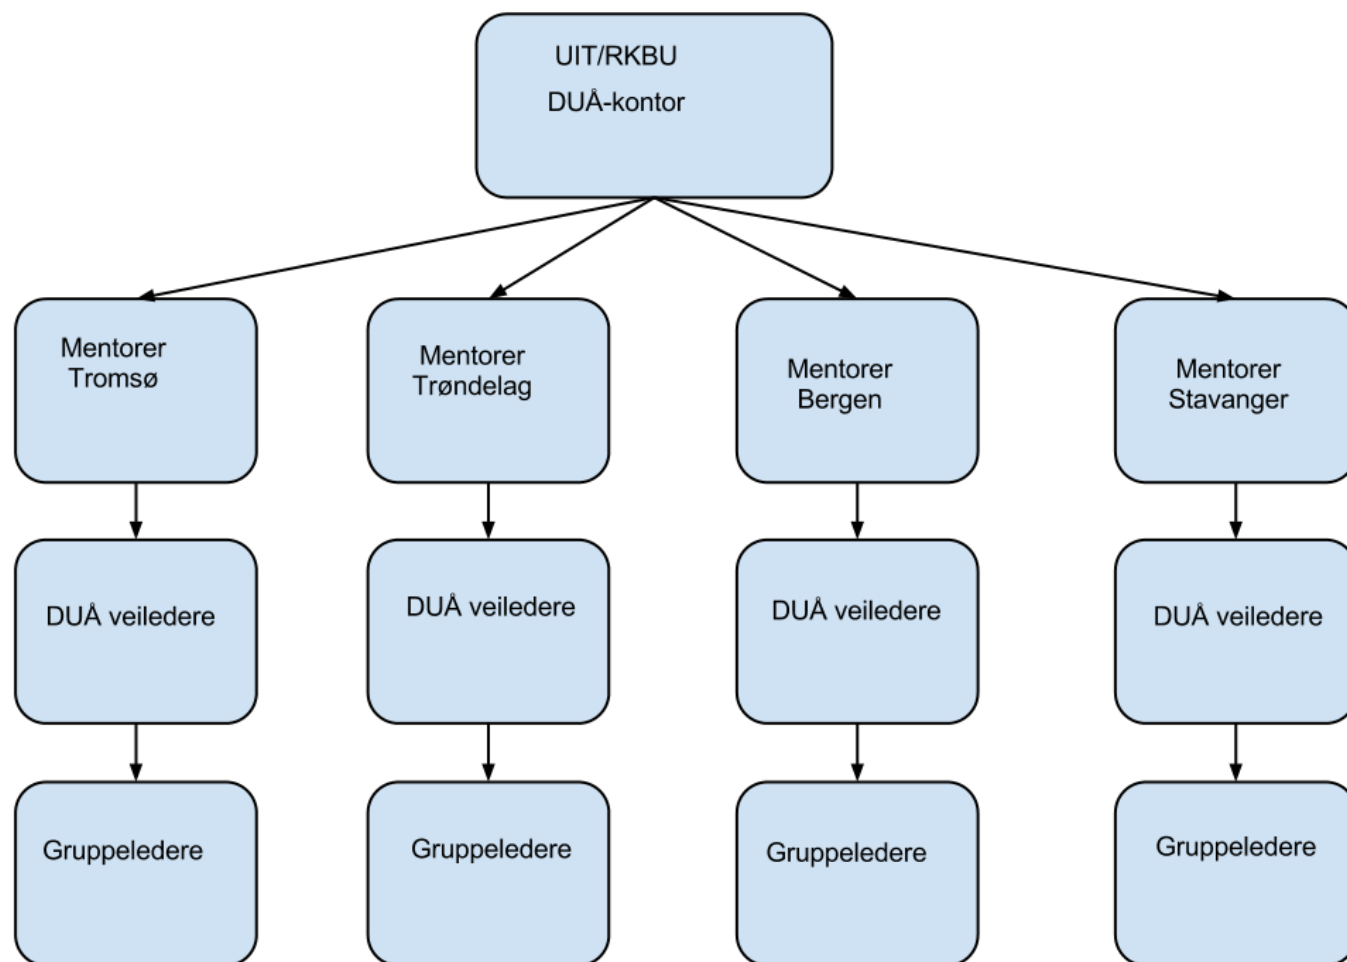 UIT/RKBU
DUÅ-kontor
Mentorer
Tromsø
Mentorer
Trøndelag
Mentorer
Bergen
Mentorer
Stavanger
DUÅ veiledere
DUÅ veiledere
DUÅ veiledere
DUÅ veiledere
Gruppeledere
Gruppeledere
Gruppeledere
Gruppeledere